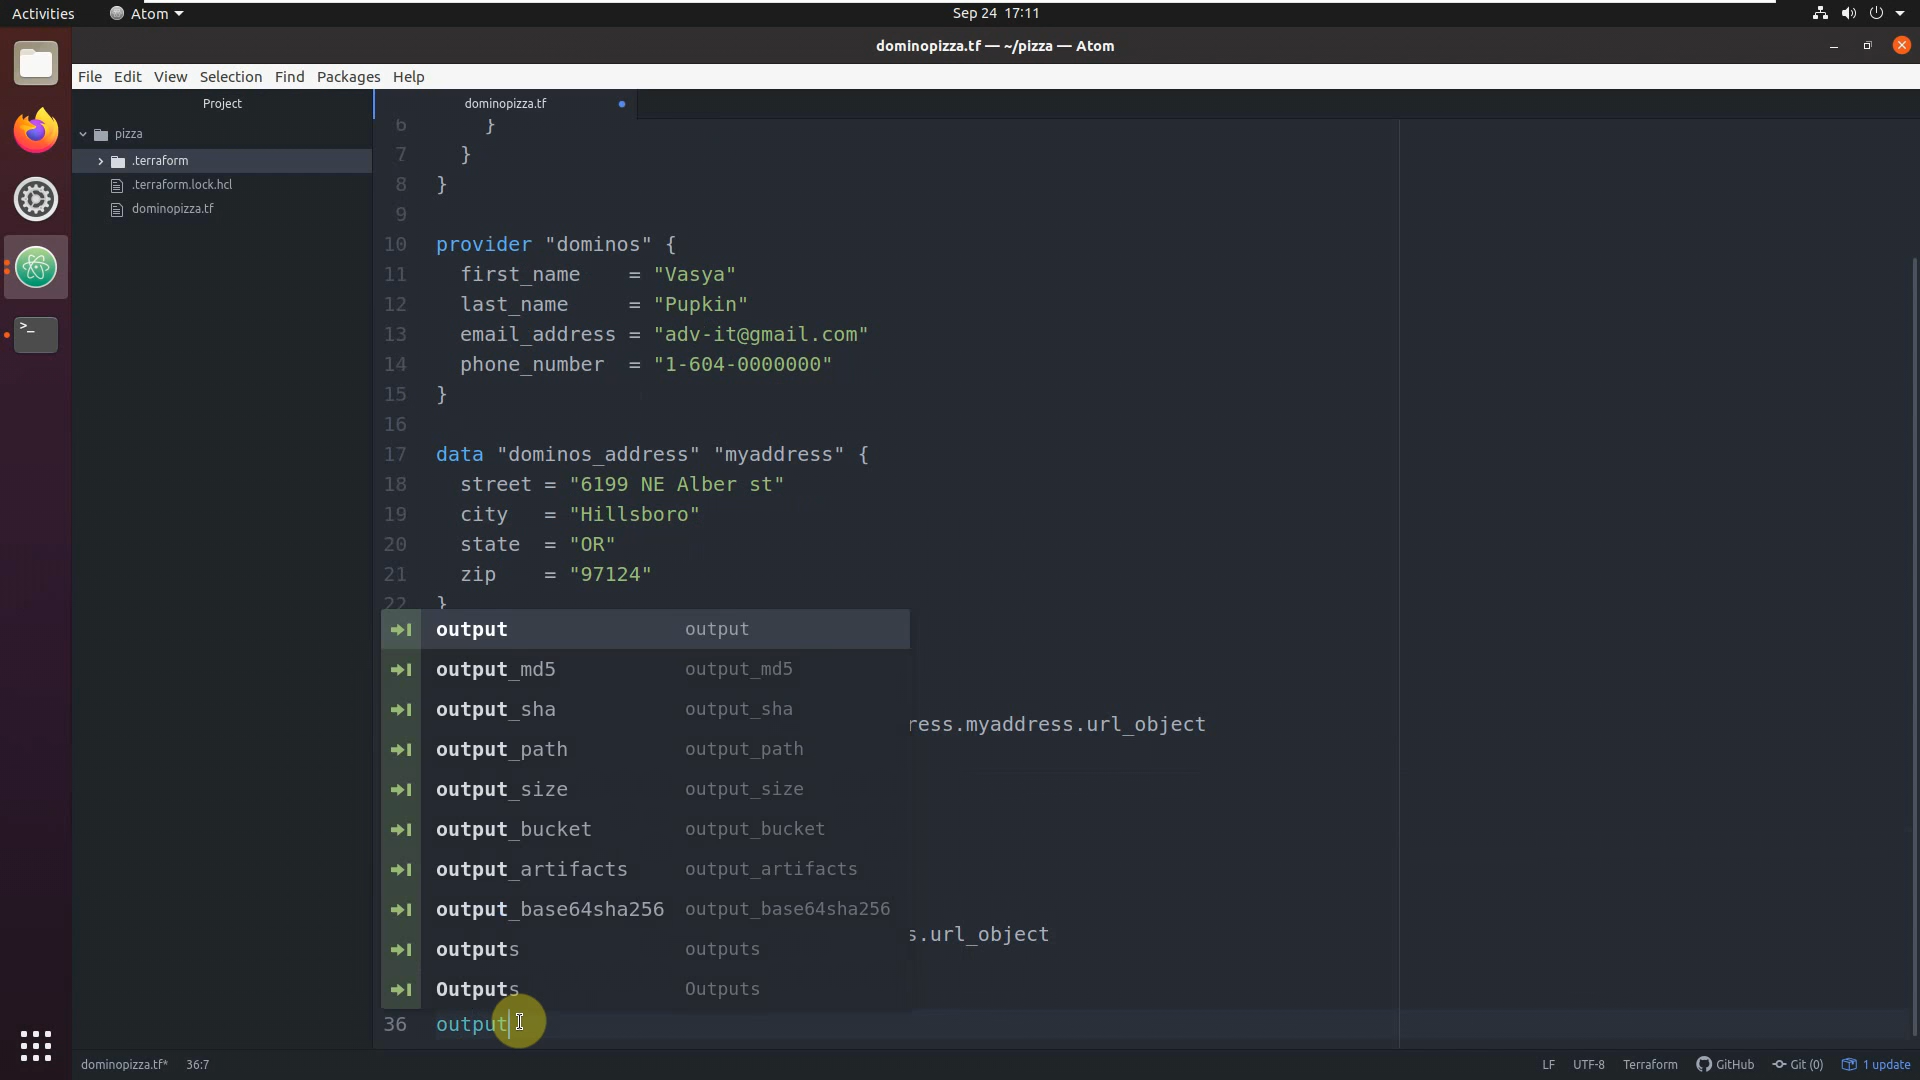 Activities
Atom
Sep 24 17:11
dominopizza.tf — ~/pizza — Atom
File Edit View Selection Find Packages Help
Project
dominopizza.tf
pizza
.terraform
.terraform.lock.hcl
dominopizza.tf
6 }
7 }
8 }
9
10 provider "dominos" {
11 first_name = "Vasya"
12 last_name = "Pupkin"
13 email_address = "adv-it@gmail.com"
14 phone_number = "1-604-0000000"
15 }
16
17 data "dominos_address" "myaddress" {
18 street = "6199 NE Alber st"
19 city = "Hillsboro"
20 state = "OR"
21 zip = "97124"
22 }
output output
output_md5 output_md5
output_sha output_sha
ress.myaddress.url_object
output_path output_path
output_size output_size
output_bucket output_bucket
output_artifacts output_artifacts
output_base64sha256 output_base64sha256
s.url_object
outputs outputs
Outputs Outputs
36 output
dominopizza.tf* 36:7
LF UTF-8 Terraform GitHub Git (0) 1 update